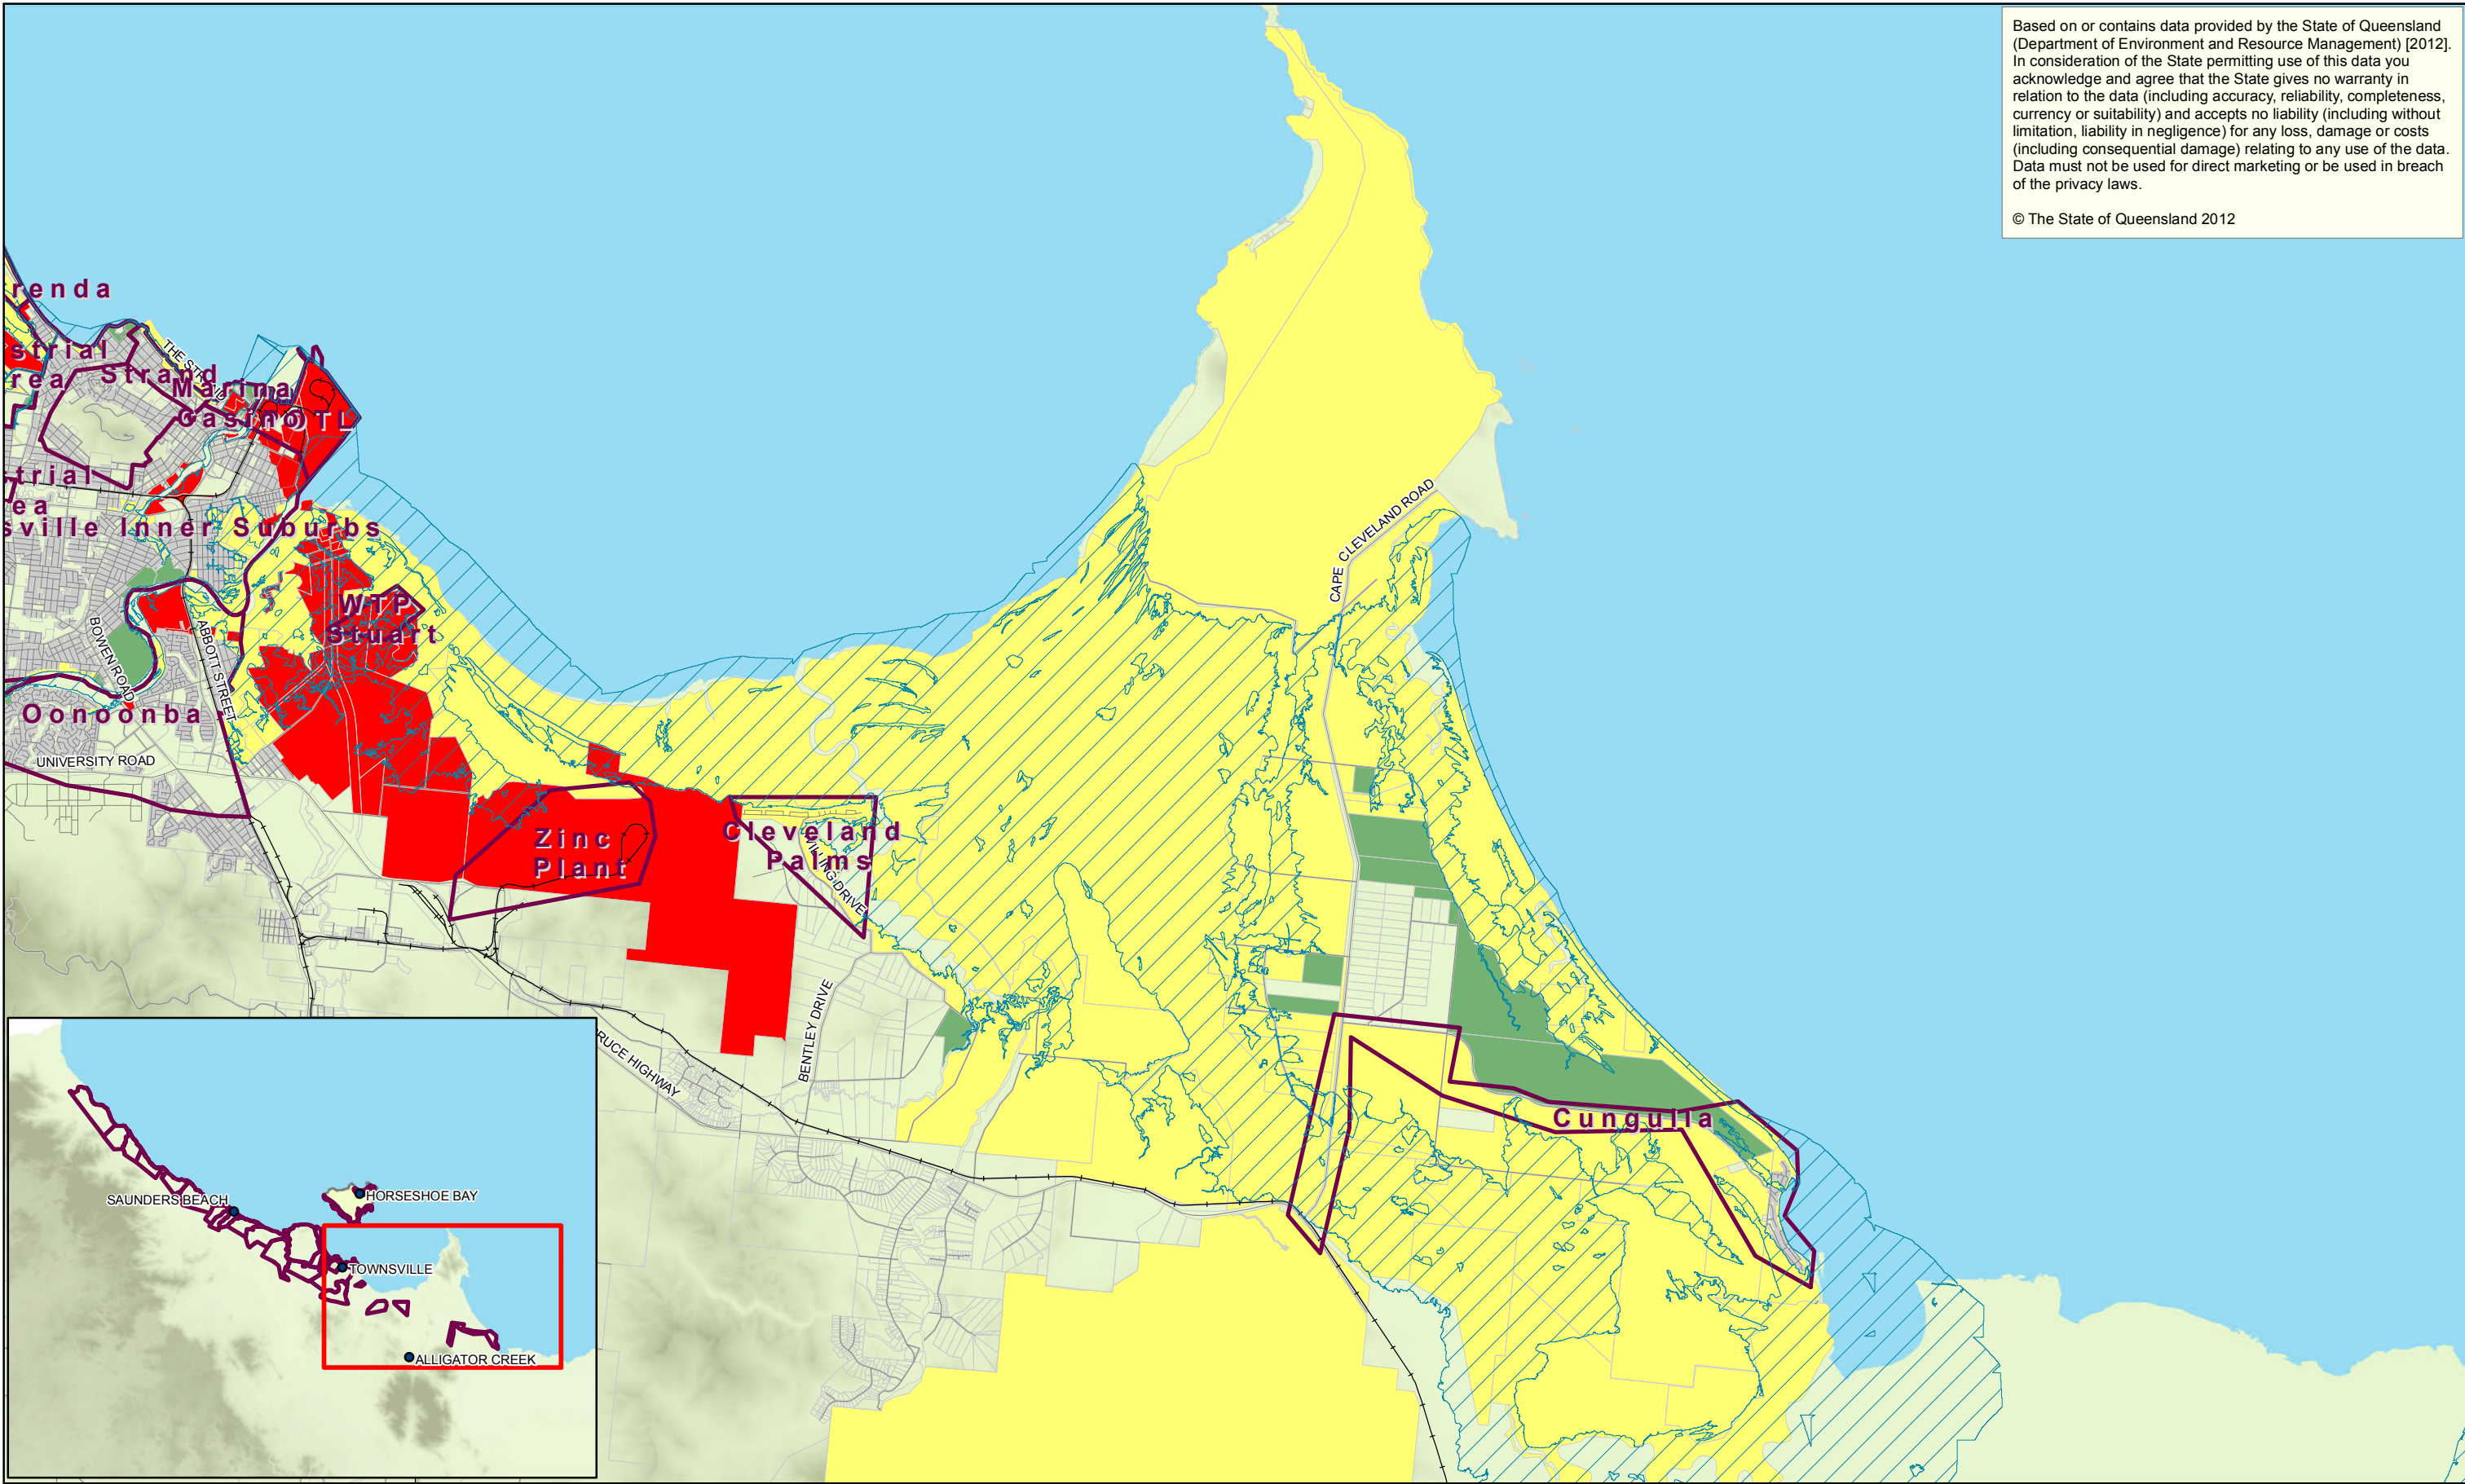 Based on or contains data provided by the State of Queensland
(Department of Environment and Resource Management) [2012].
In consideration of the State permitting use of this data you
acknowledge and agree that the State gives no warranty in
relation to the data (including accuracy, reliability, completeness,
currency or suitability) and accepts no liability (including without
limitation, liability in negligence) for any loss, damage or costs
(including consequential damage) relating to any use of the data.
Data must not be used for direct marketing or be used in breach
of the privacy laws.
© The State of Queensland 2012
renda
THE STRAND
strial
rea
Strand
Marina
Casino
OTL
strial
ea
sville Inner Suburbs
CAPE CLEVELAND ROAD
WTP
Stuart
BOWEN ROAD
ABBOTT STREET
Oonoonba
UNIVERSITY ROAD
Zinc
Plant
Cleveland
Palms
BENTLEY DRIVE
RUCE HIGHWAY
Cungulla
SAUNDERS BEACH
HORSESHOE BAY
TOWNSVILLE
ALLIGATOR CREEK